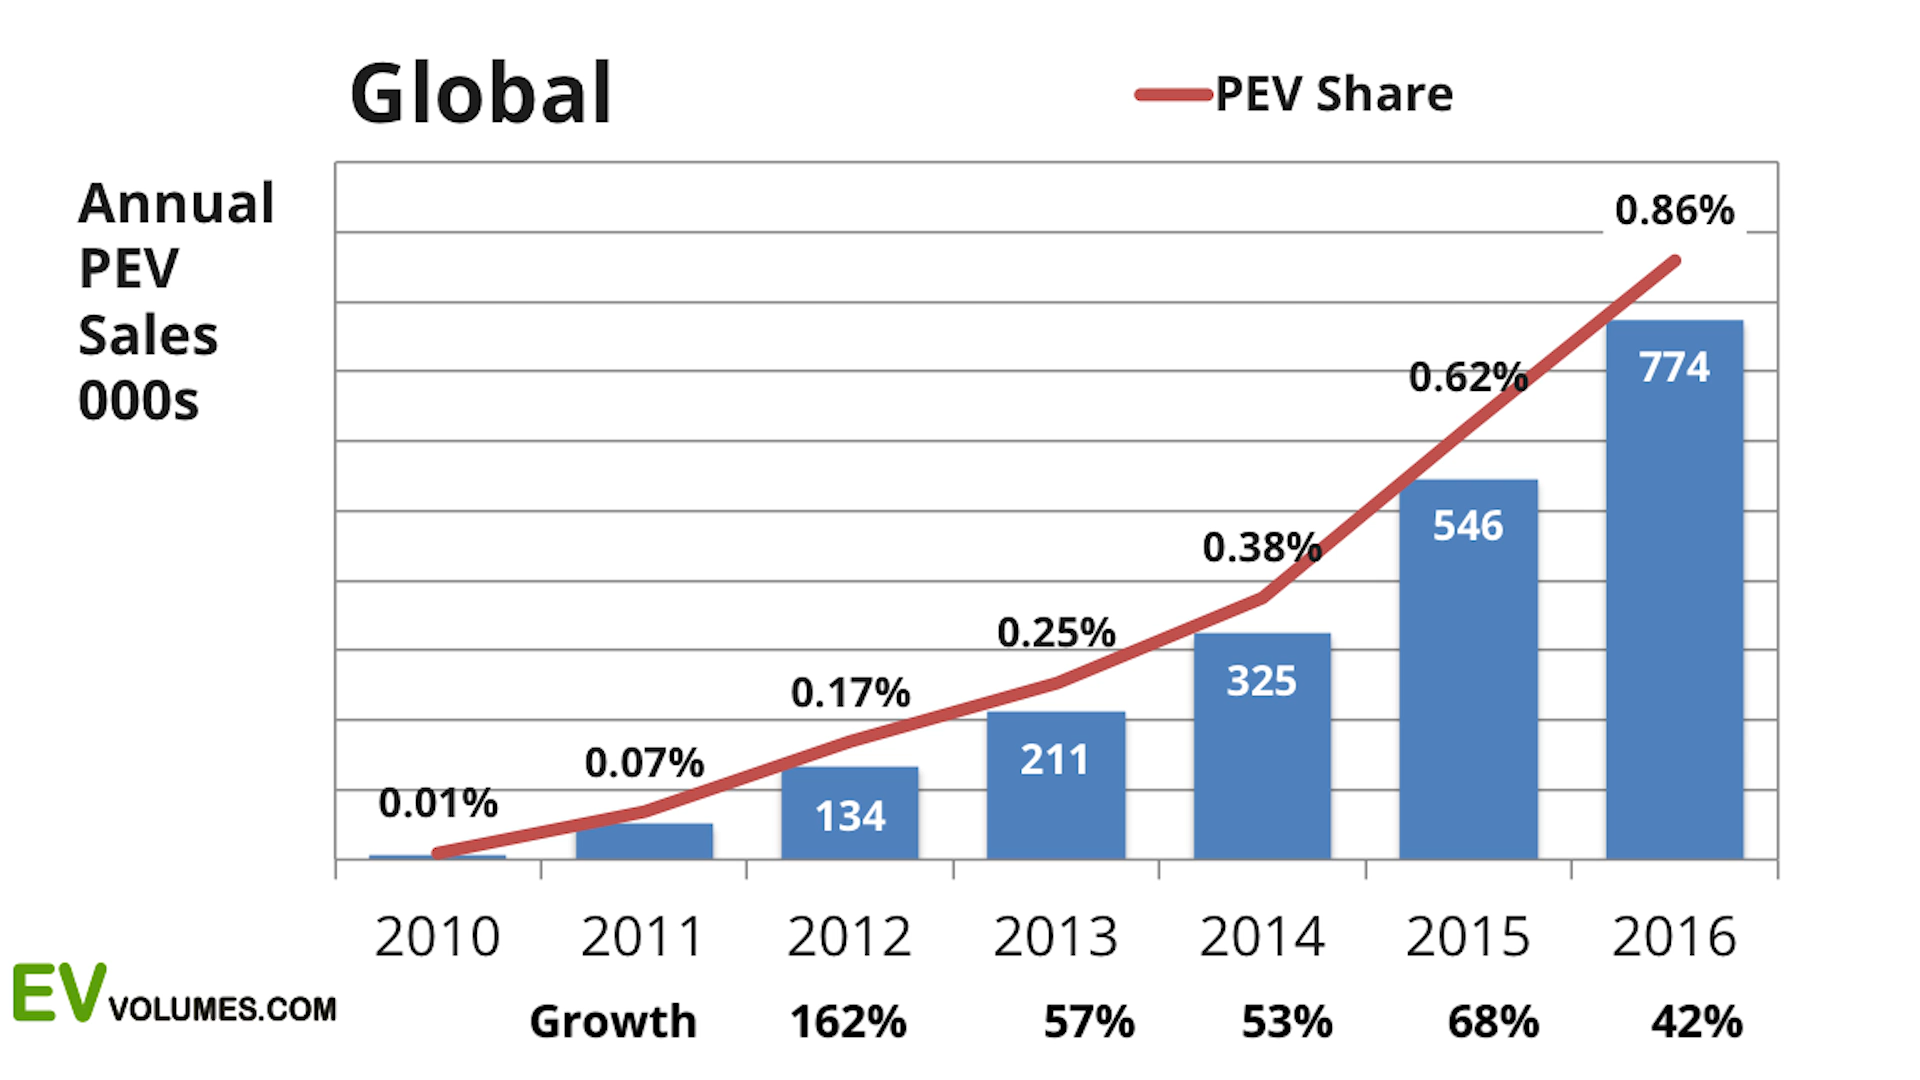 Global
PEV Share
Annual
PEV
Sales
000s
0.86%
774
0.62%
546
0.38%
325
0.25%
211
0.17%
134
0.07%
0.01%
2010 2011 2012 2013 2014 2015 2016
Growth 162% 57% 53% 68% 42%
EVVOLUMES.COM